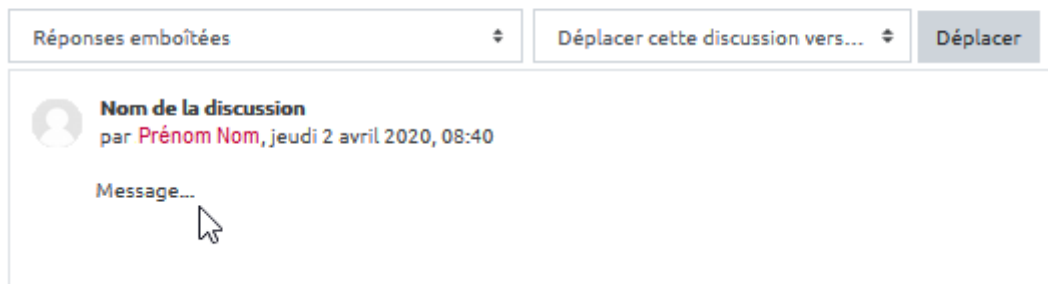 Réponses emboîtées
Déplacer cette discussion vers...
Déplacer
Nom de la discussion
par Prénom Nom, jeudi 2 avril 2020, 08:40
Message...